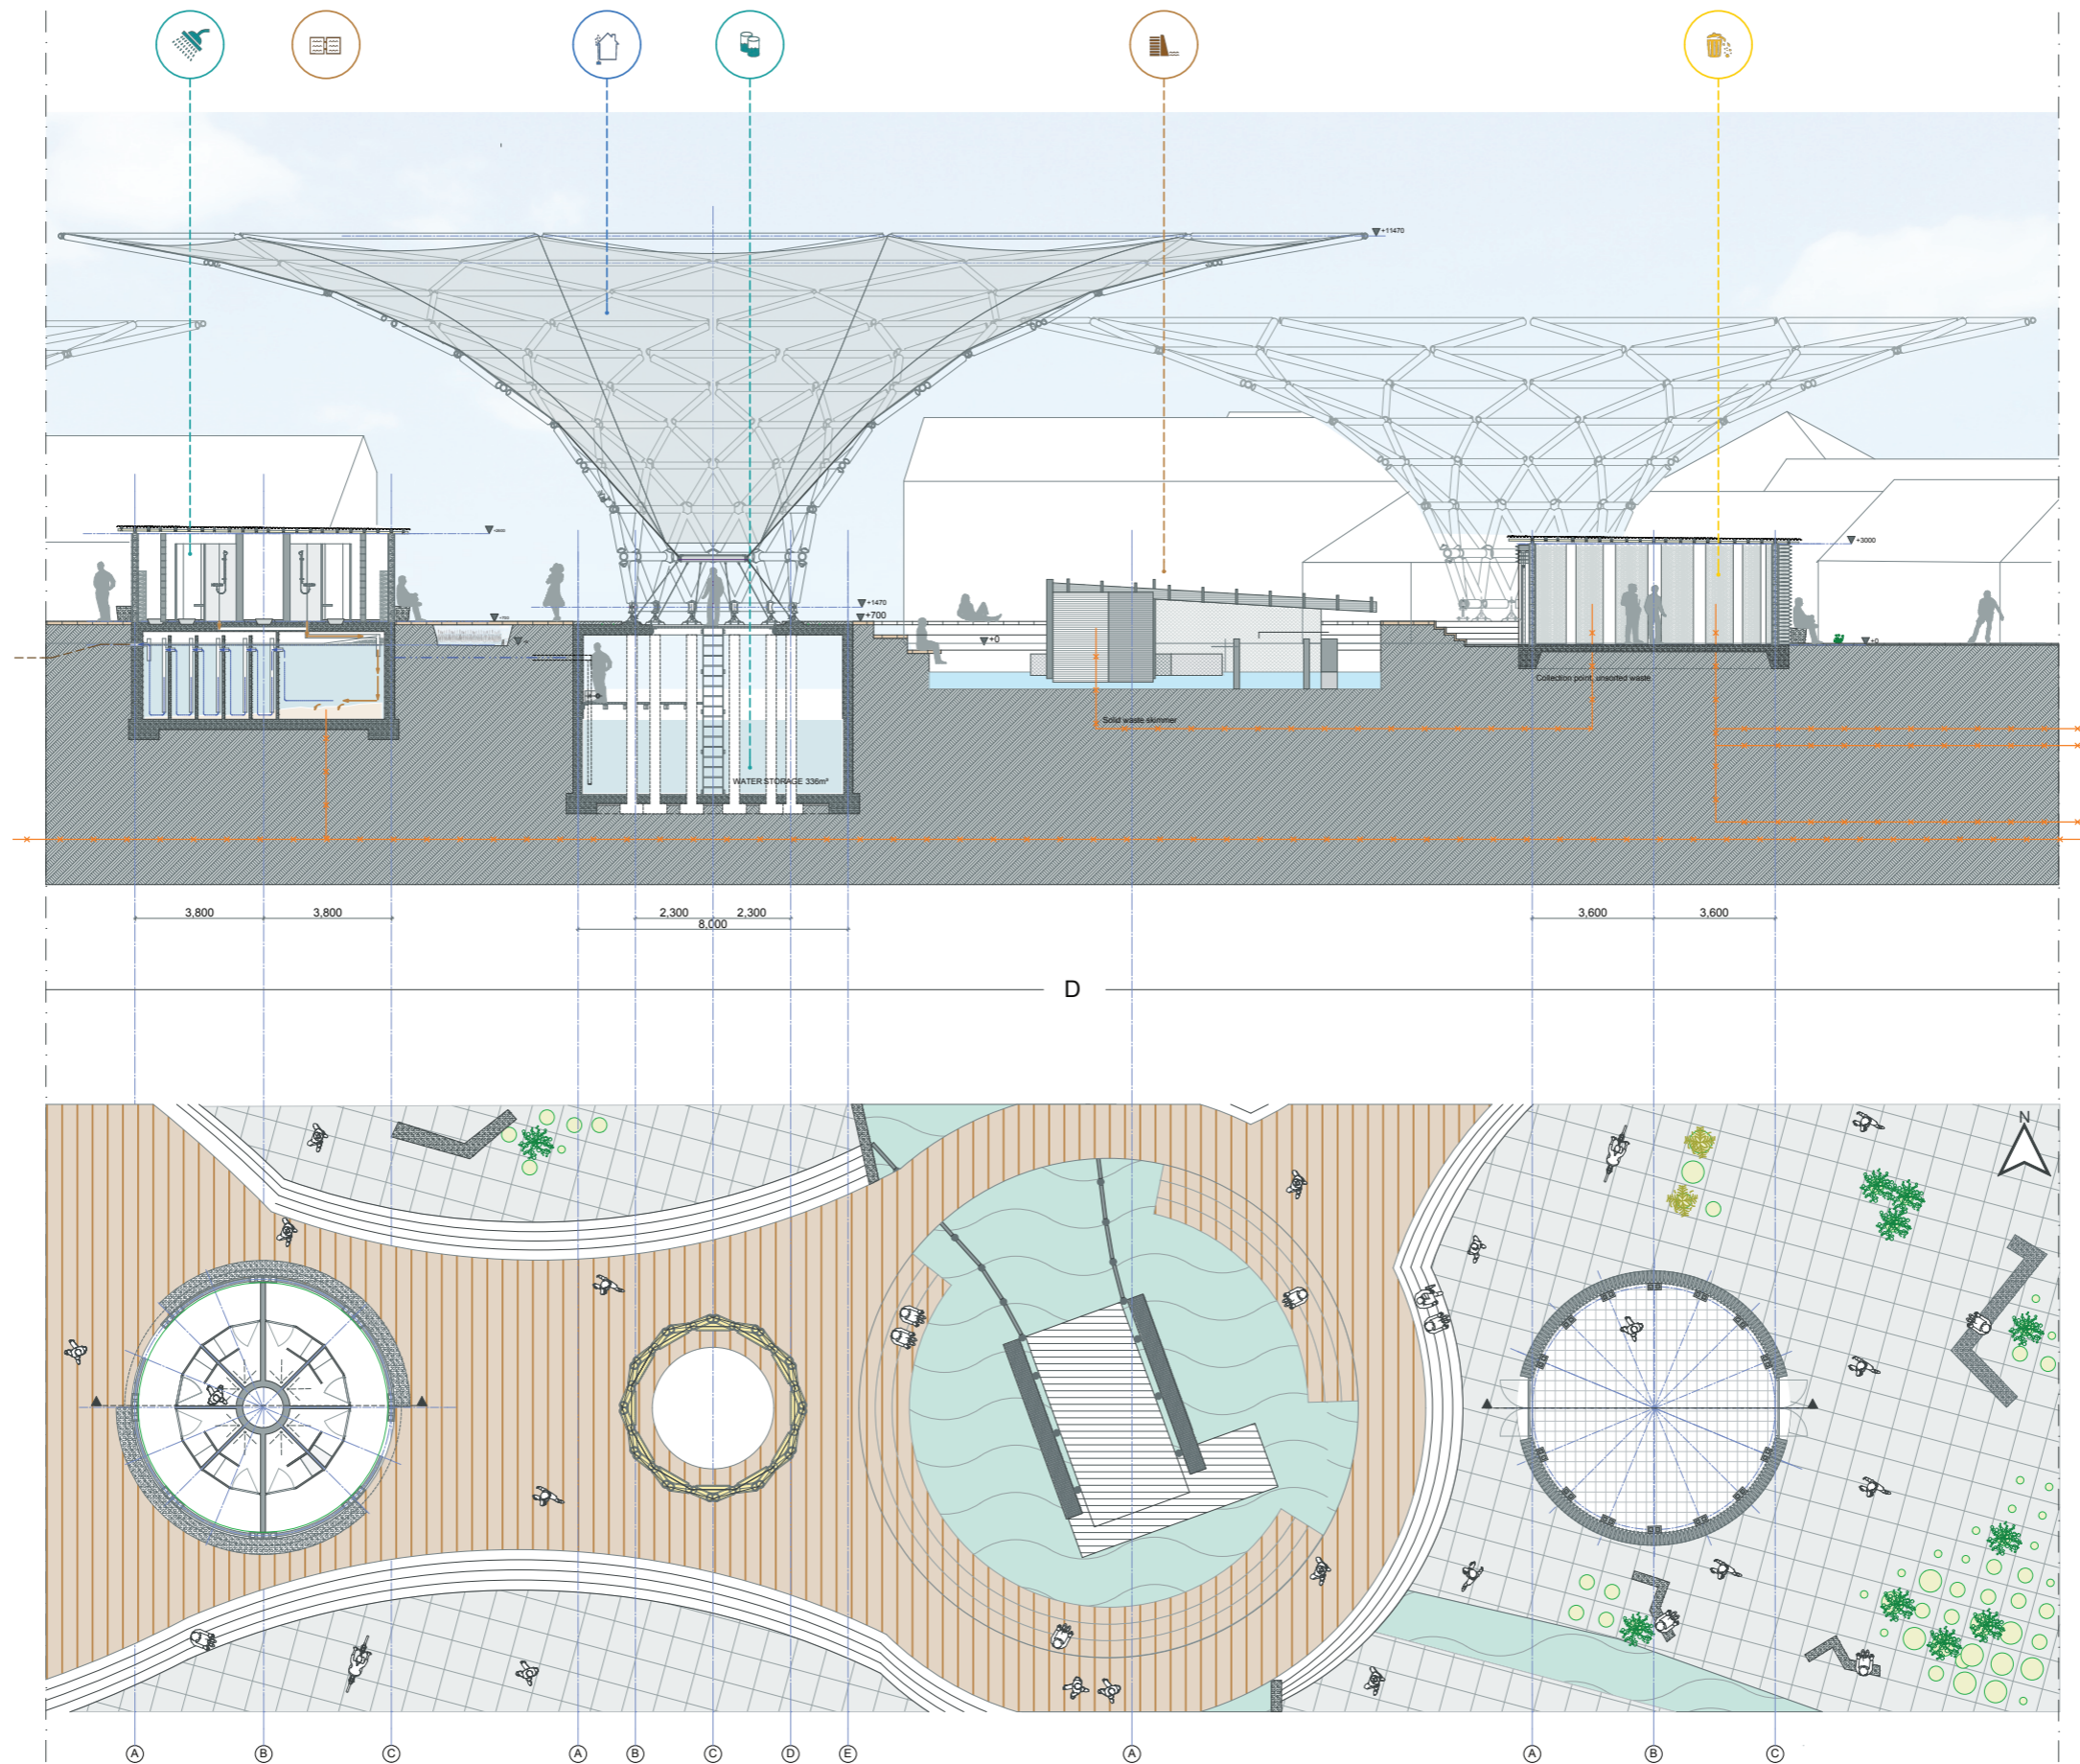 +11470
+3000
+1470
+700
+0
+0
Collection point, unsorted waste
Solid waste skimmer
WATER STORAGE 336m³
3,800
3,800
2,300
2,300
8,000
3,600
3,600
D
N
A
B
C
A
B
C
D
E
A
A
B
C